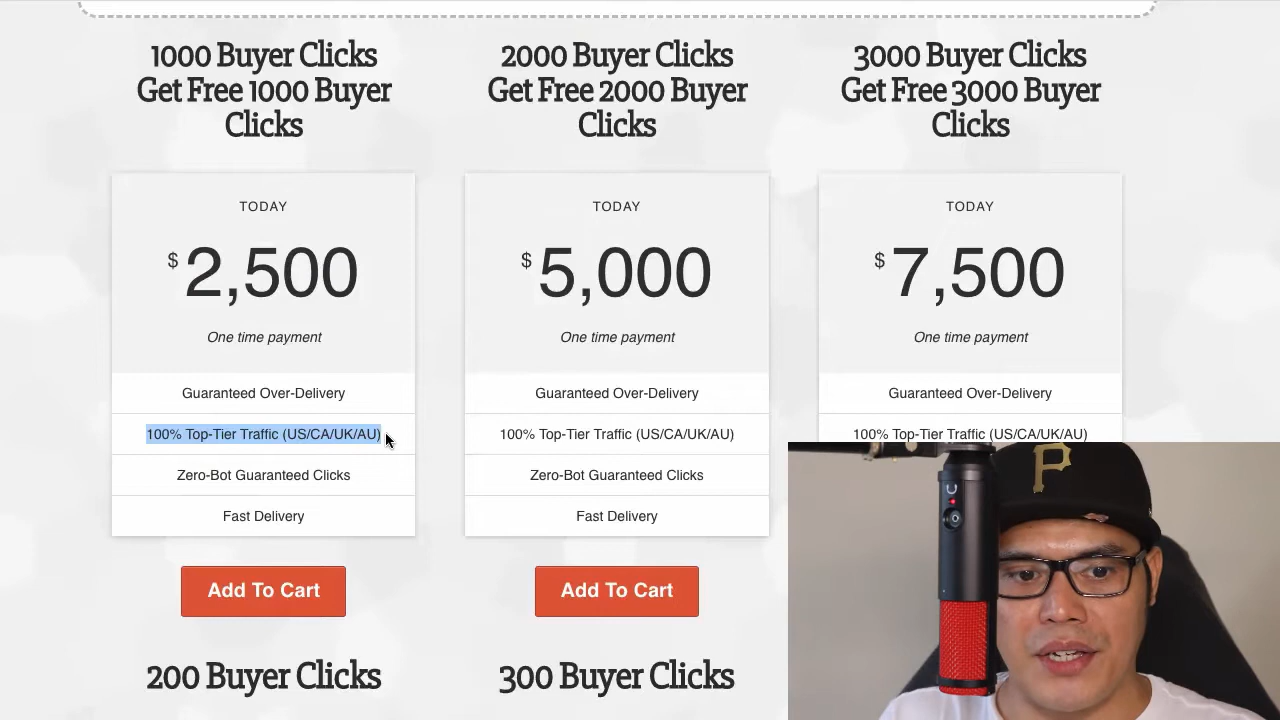 1000 Buyer Clicks
Get Free 1000 Buyer
Clicks
TODAY
$ 2,500
One time payment
Guaranteed Over-Delivery
100% Top-Tier Traffic (US/CA/UK/AU)
Zero-Bot Guaranteed Clicks
Fast Delivery
Add To Cart
200 Buyer Clicks
2000 Buyer Clicks
Get Free 2000 Buyer
Clicks
TODAY
$ 5,000
One time payment
Guaranteed Over-Delivery
100% Top-Tier Traffic (US/CA/UK/AU)
Zero-Bot Guaranteed Clicks
Fast Delivery
Add To Cart
300 Buyer Clicks
3000 Buyer Clicks
Get Free 3000 Buyer
Clicks
TODAY
$ 7,500
One time payment
Guaranteed Over-Delivery
100% Top-Tier Traffic (US/CA/UK/AU)
P